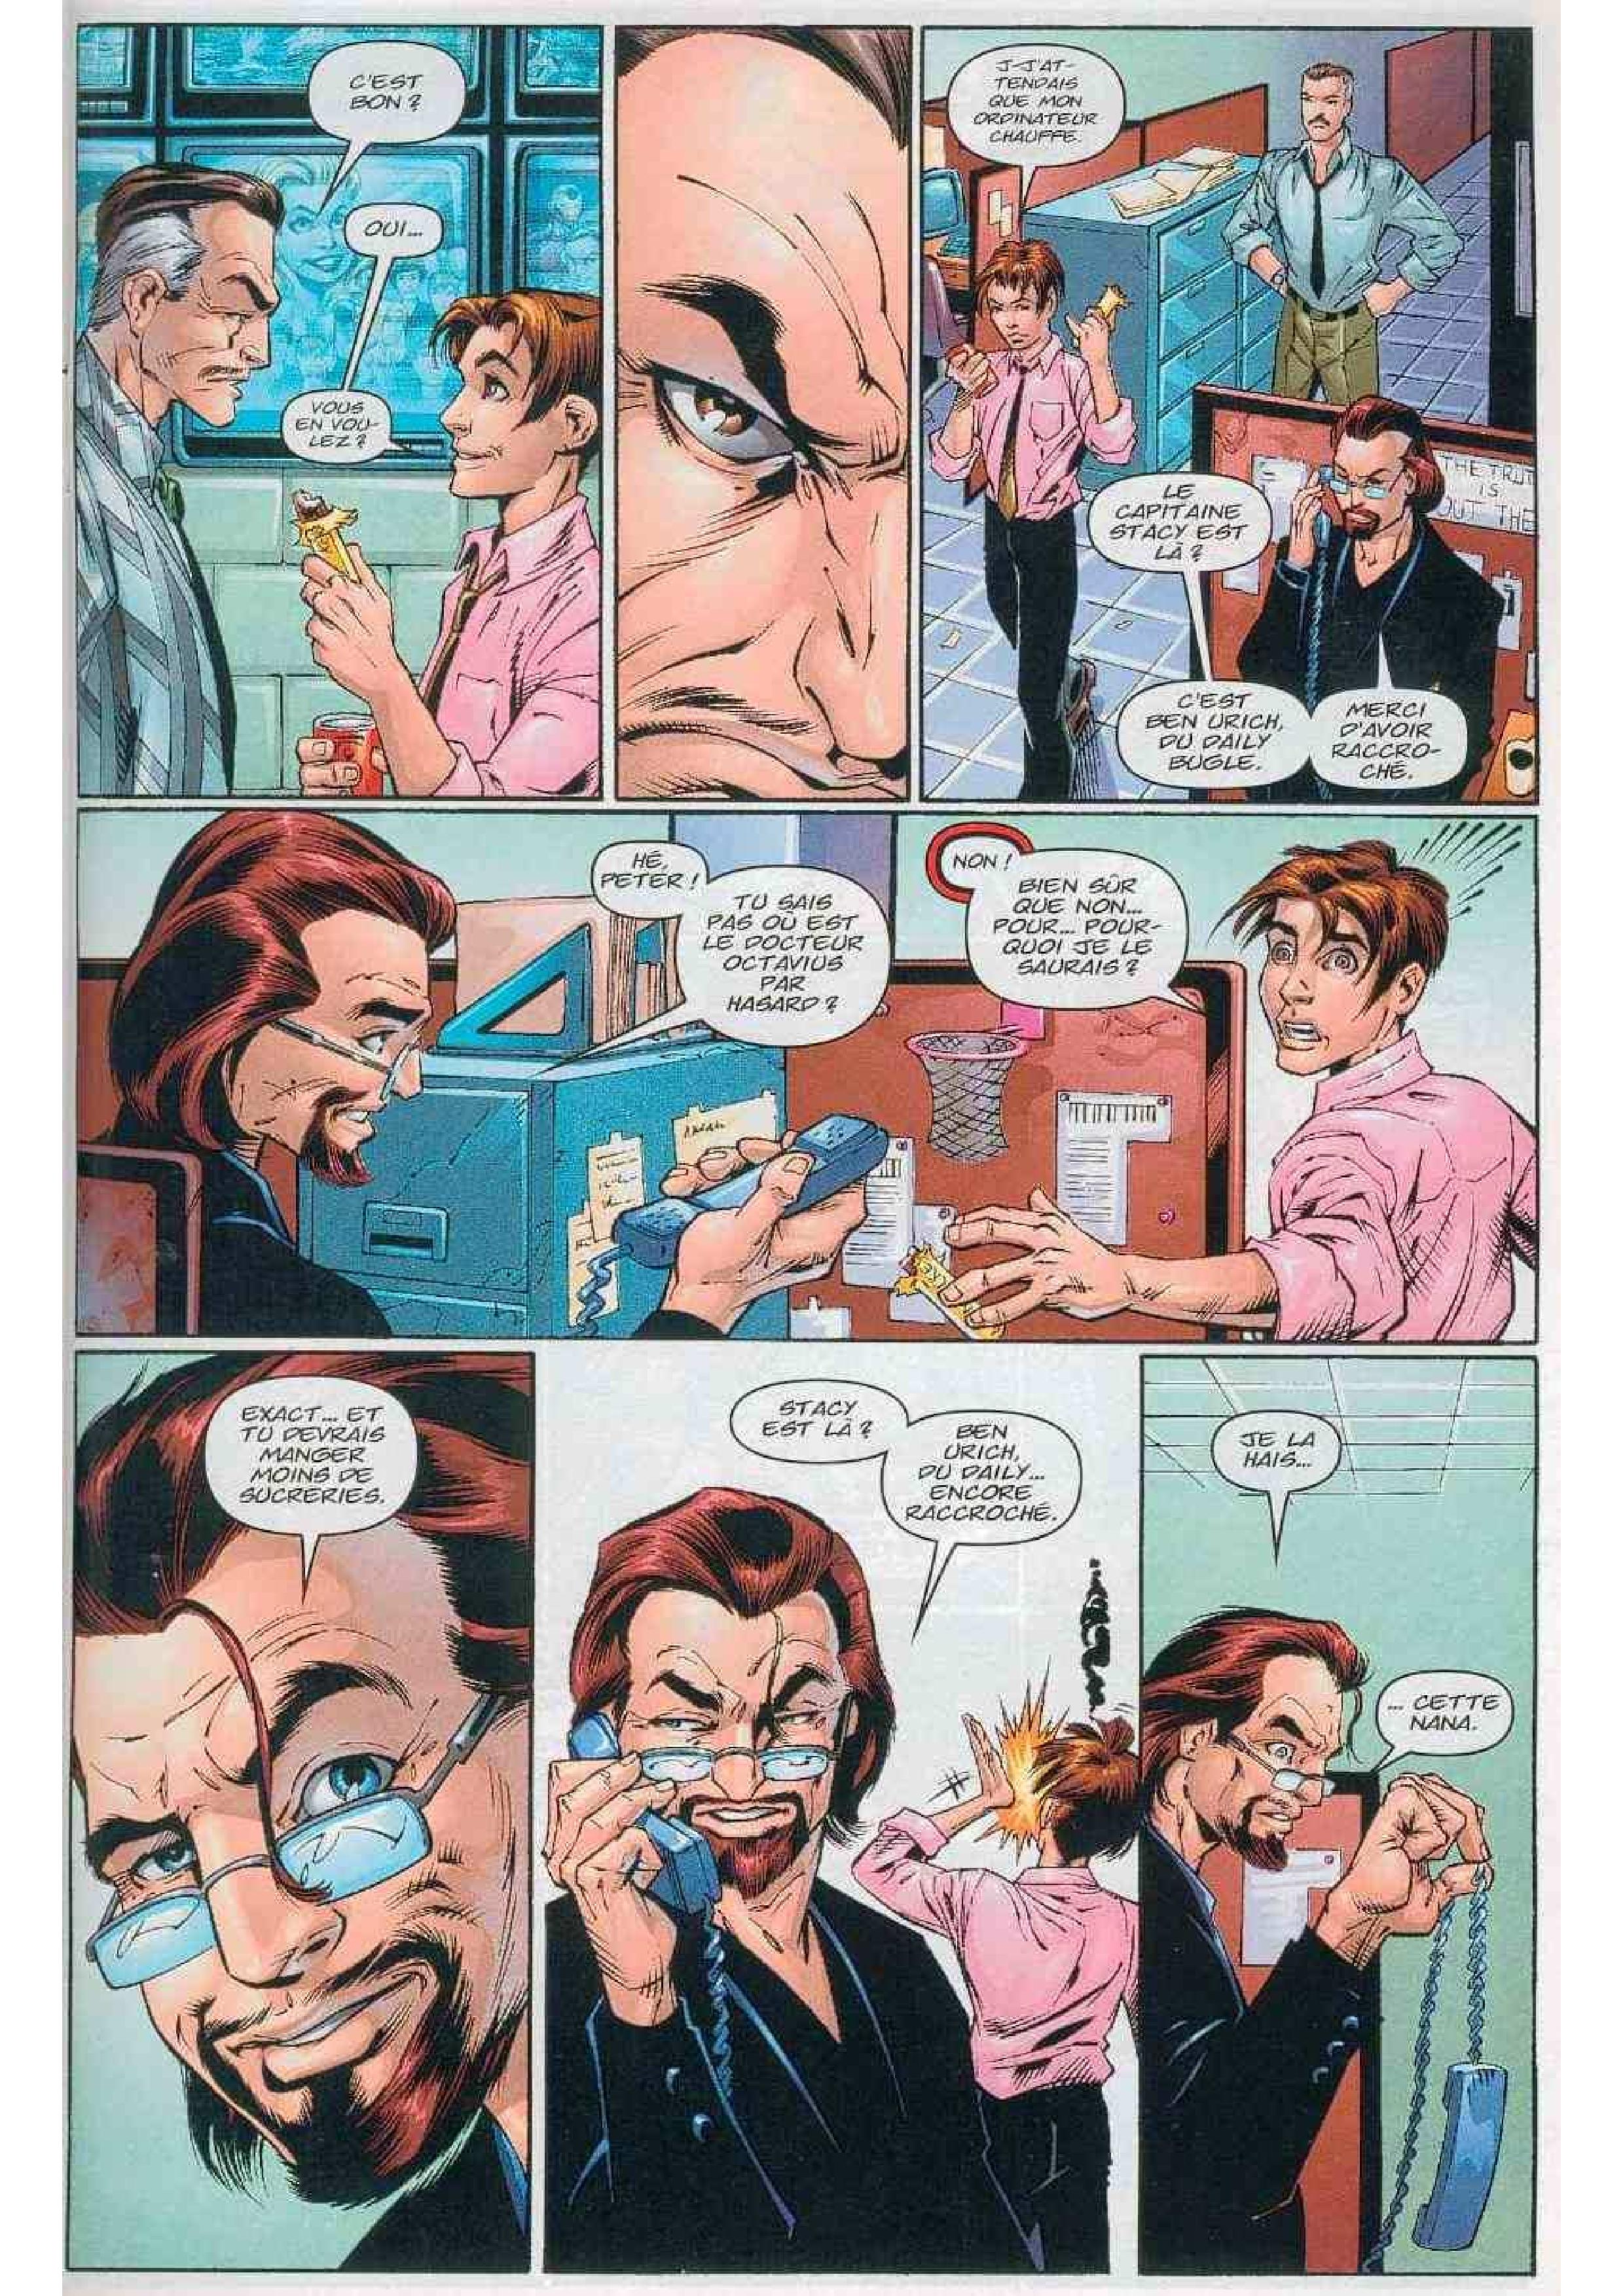 C'EST
BON ?
OUI...
VOUS
EN VOU-
LEZ ?
J-J'AT-
TENDAIS
QUE MON
ORDINATEUR
CHAUFFE.
LE
CAPITAINE
STACY EST
LÀ ?
THE TRU
IS
OUT THE
C'EST
BEN URICH,
DU DAILY
BUGLE.
MERCI
D'AVOIR
RACCRO-
CHÉ.
HÉ,
PETER !
TU SAIS
PAS OÙ EST
LE DOCTEUR
OCTAVIUS
PAR
HASARD ?
NON !
BIEN SÛR
QUE NON...
POUR... POUR-
QUOI JE LE
SAURAIS ?
EXACT... ET
TU DEVRAIS
MANGER
MOINS DE
SUCRERIES.
STACY
EST LÀ ?
BEN
URICH,
DU DAILY...
ENCORE
RACCROCHÉ.
JE LA
HAIS...
... CETTE
NANA.